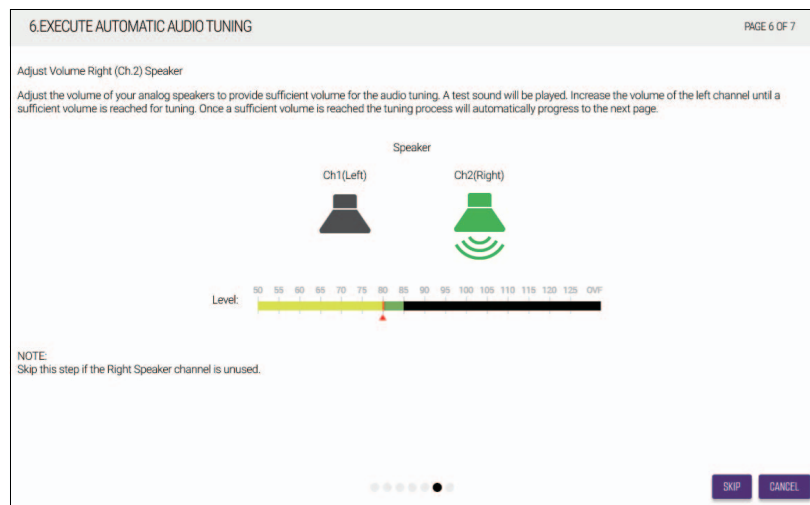 6.EXECUTE AUTOMATIC AUDIO TUNING
PAGE 6 OF 7
Adjust Volume Right (Ch.2) Speaker
Adjust the volume of your analog speakers to provide sufficient volume for the audio tuning. A test sound will be played. Increase the volume of the left channel until a
sufficient volume is reached for tuning. Once a sufficient volume is reached the tuning process will automatically progress to the next page.
Speaker
Ch1(Left) Ch2(Right)
Level: 50 55 60 65 70 75 80 85 90 95 100 105 110 115 120 125 OVF
NOTE:
Skip this step if the Right Speaker channel is unused.
SKIP CANCEL